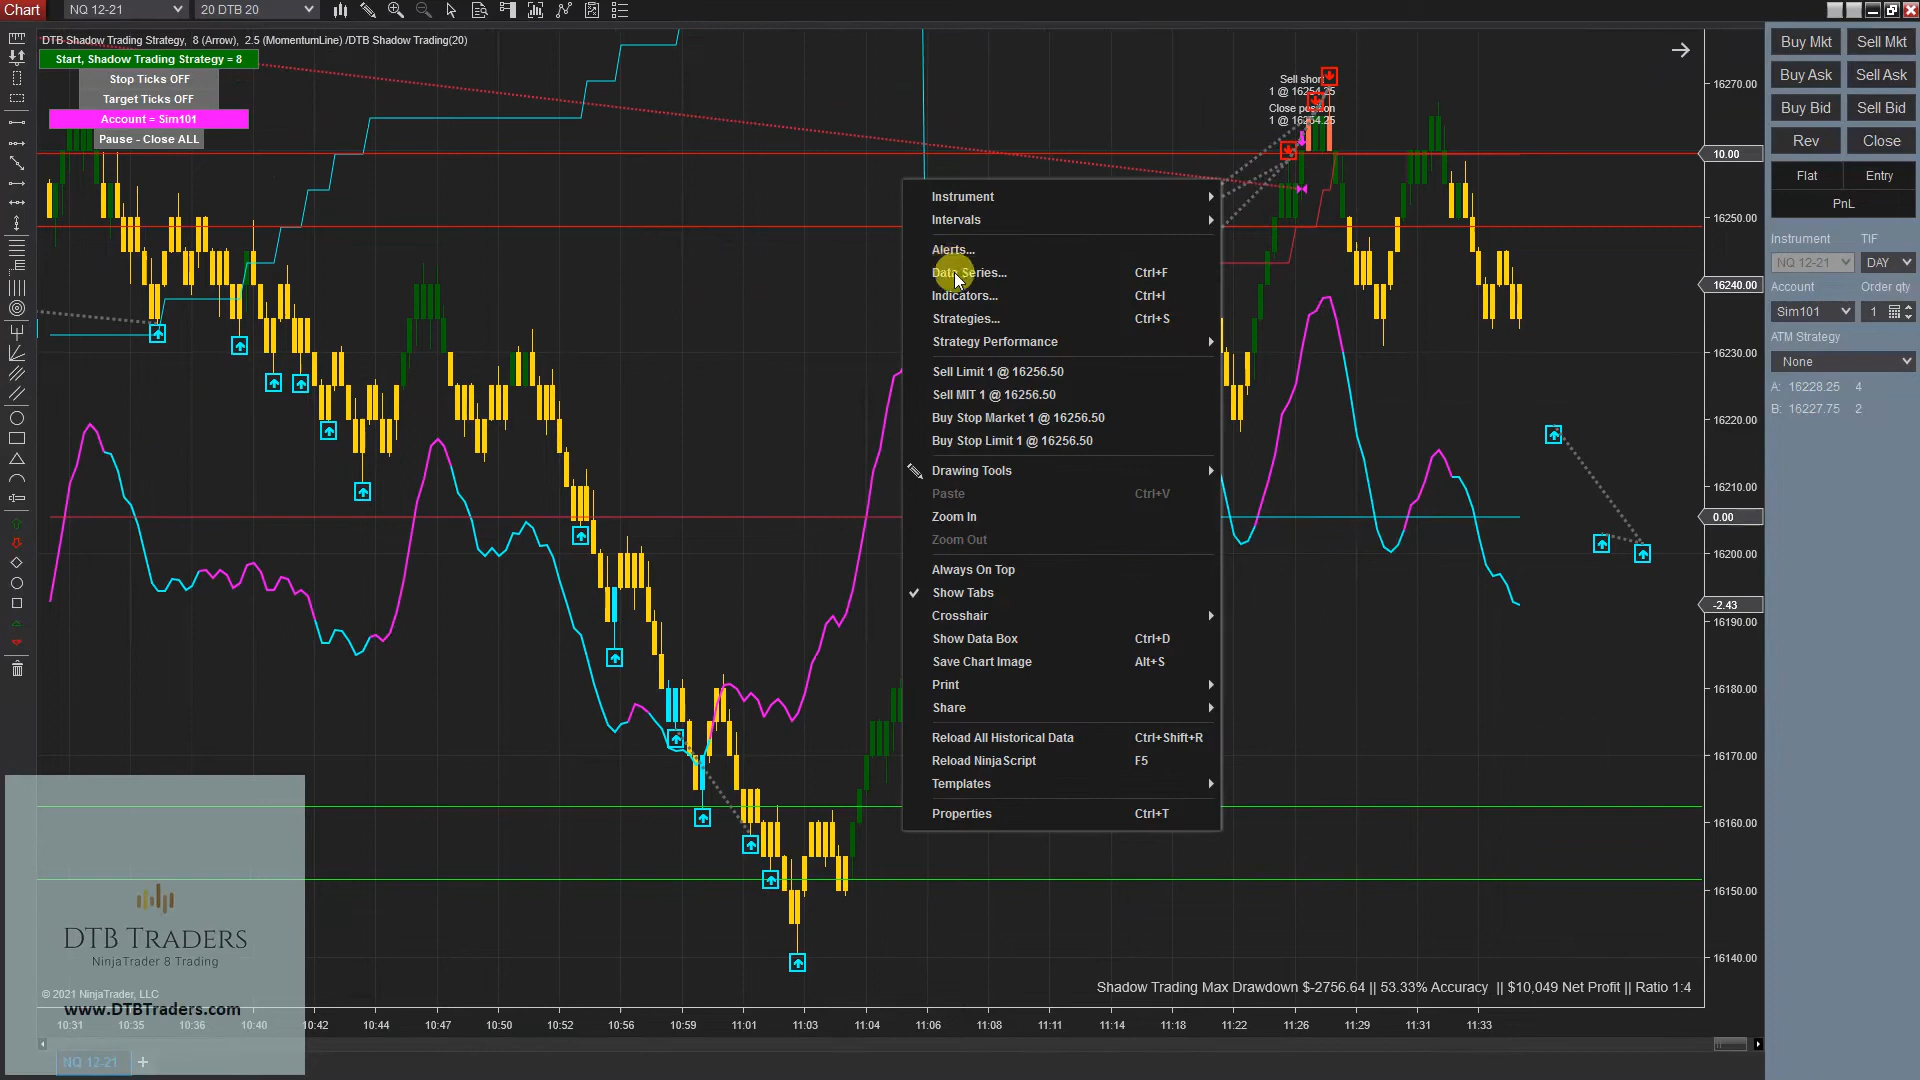 Chart
NQ 12-21
20 DTB 20
DTB Shadow Trading Strategy, 8 (Arrow), 2.5 (MomentumLine) /DTB Shadow Trading(20)
Start, Shadow Trading Strategy = 8
Stop Ticks OFF
Target Ticks OFF
Account = Sim101
Pause - Close ALL
Sell short
1 @ 16254.25
Close position
1 @ 16264.25
Instrument
Intervals
Alerts...
Data Series... Ctrl+F
Indicators... Ctrl+I
Strategies... Ctrl+S
Strategy Performance
Sell Limit 1 @ 16256.50
Sell MIT 1 @ 16256.50
Buy Stop Market 1 @ 16256.50
Buy Stop Limit 1 @ 16256.50
Drawing Tools
Paste Ctrl+V
Zoom In
Zoom Out
Always On Top
Show Tabs
Crosshair
Show Data Box Ctrl+D
Save Chart Image Alt+S
Print
Share
Reload All Historical Data Ctrl+Shift+R
Reload NinjaScript F5
Templates
Properties Ctrl+T
16270.00
10.00
16250.00
16240.00
16230.00
16220.00
16210.00
0.00
16200.00
-2.43
16190.00
16180.00
16170.00
16160.00
16150.00
16140.00
Buy Mkt Sell Mkt
Buy Ask Sell Ask
Buy Bid Sell Bid
Rev Close
Flat Entry
PnL
Instrument TIF
NQ 12-21 DAY
Account Order qty
Sim101 1
ATM Strategy
None
A: 16228.25 4
B: 16227.75 2
DTB TRADERS
NinjaTrader 8 Trading
© 2021 NinjaTrader, LLC
www.DTBTraders.com
Shadow Trading Max Drawdown $-2756.64 || 53.33% Accuracy || $10,049 Net Profit || Ratio 1:4
10:31 10:35 10:36 10:40 10:42 10:44 10:47 10:50 10:52 10:56 10:59 11:01 11:03 11:04 11:06 11:08 11:11 11:14 11:18 11:22 11:26 11:29 11:31 11:33
NQ 12-21 +